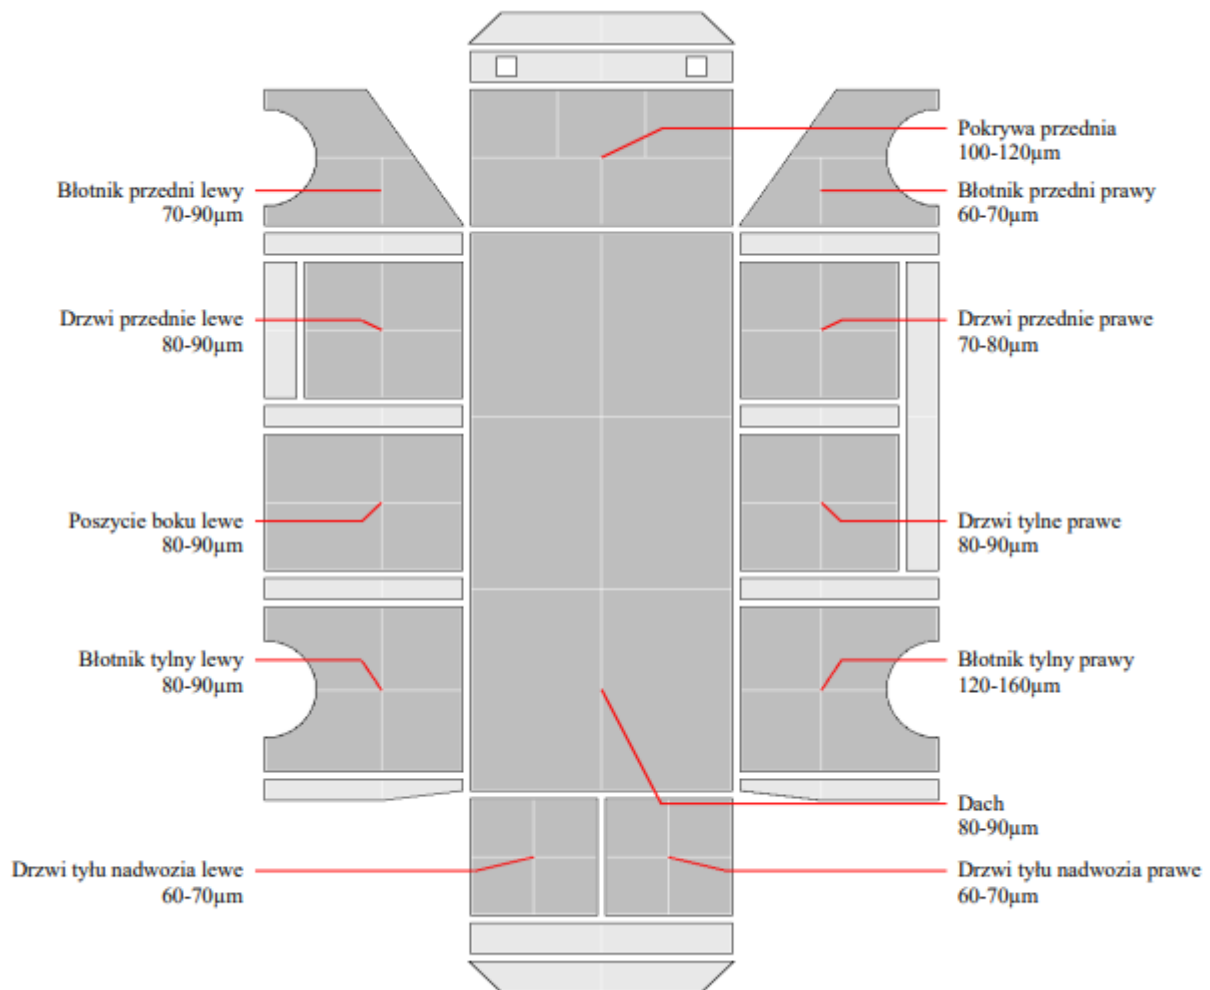 Pokrywa przednia
100-120µm
Błotnik przedni lewy
70-90µm
Błotnik przedni prawy
60-70µm
Drzwi przednie lewe
80-90µm
Drzwi przednie prawe
70-80µm
Poszycie boku lewe
80-90µm
Drzwi tylne prawe
80-90µm
Błotnik tylny lewy
80-90µm
Błotnik tylny prawy
120-160µm
Dach
80-90µm
Drzwi tyłu nadwozia lewe
60-70µm
Drzwi tyłu nadwozia prawe
60-70µm